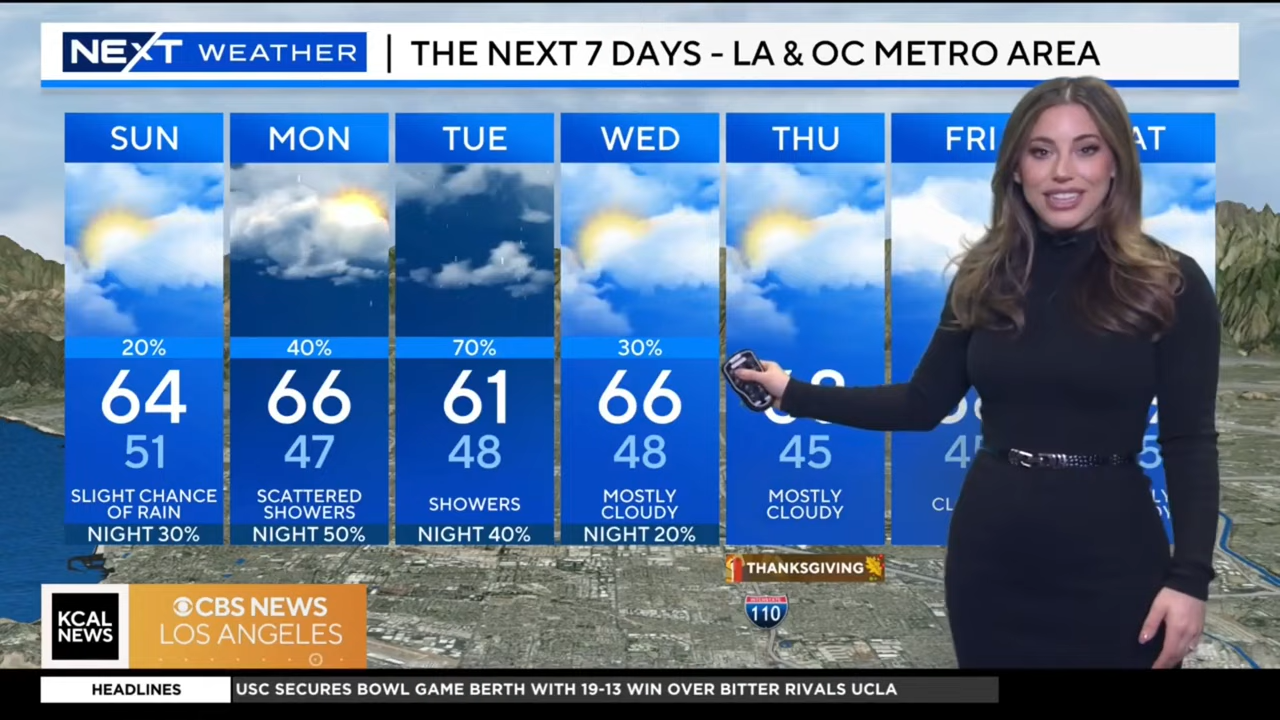 NEXT WEATHER | THE NEXT 7 DAYS - LA & OC METRO AREA
SUN
20%
64
51
SLIGHT CHANCE
OF RAIN
NIGHT 30%
MON
40%
66
47
SCATTERED
SHOWERS
NIGHT 50%
TUE
70%
61
48
SHOWERS
NIGHT 40%
WED
30%
66
48
MOSTLY
CLOUDY
NIGHT 20%
THU
45
MOSTLY
CLOUDY
THANKSGIVING
FRI
INTERSTATE
110
KCAL
NEWS
CBS NEWS
LOS ANGELES
HEADLINES
USC SECURES BOWL GAME BERTH WITH 19-13 WIN OVER BITTER RIVALS UCLA